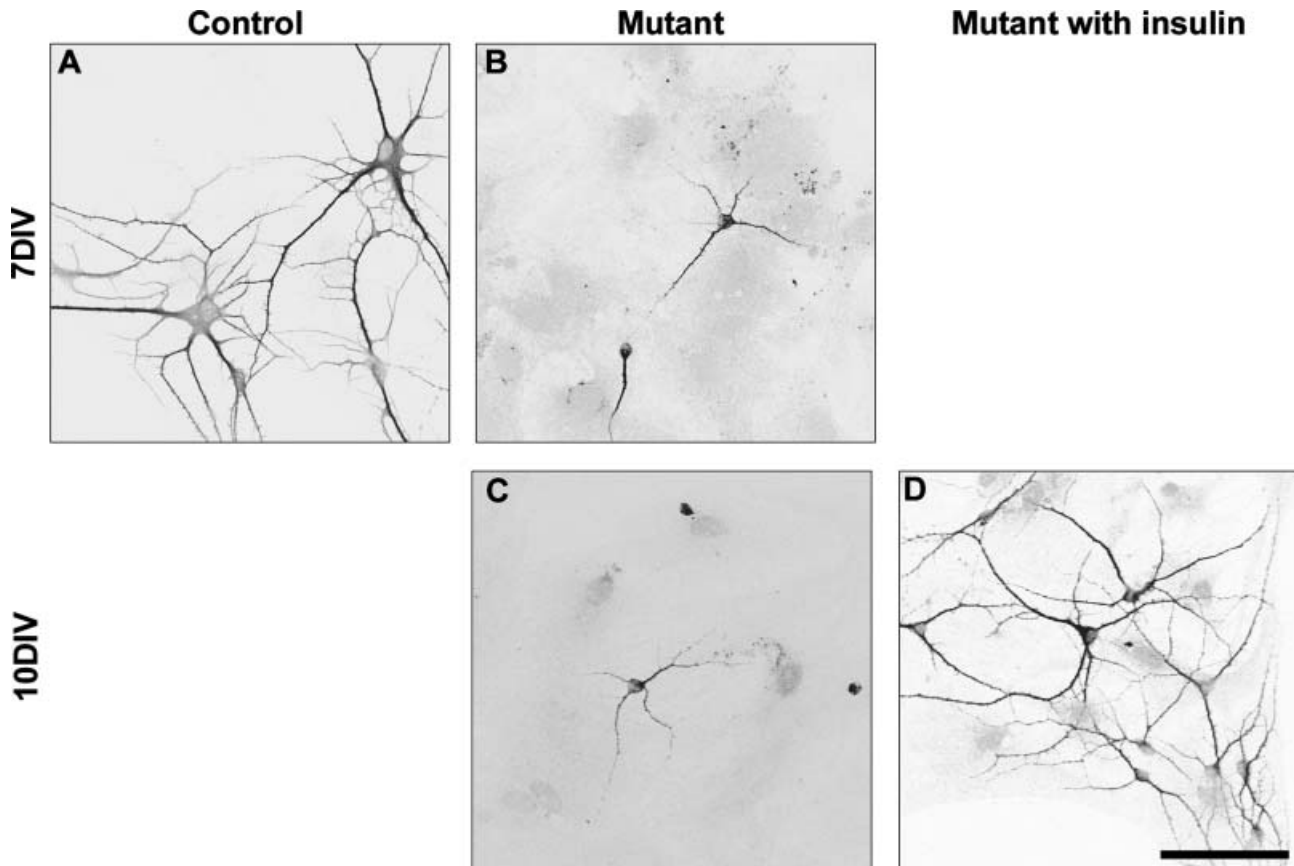 Control
Mutant
Mutant with insulin
A
B
7DIV
C
D
10DIV